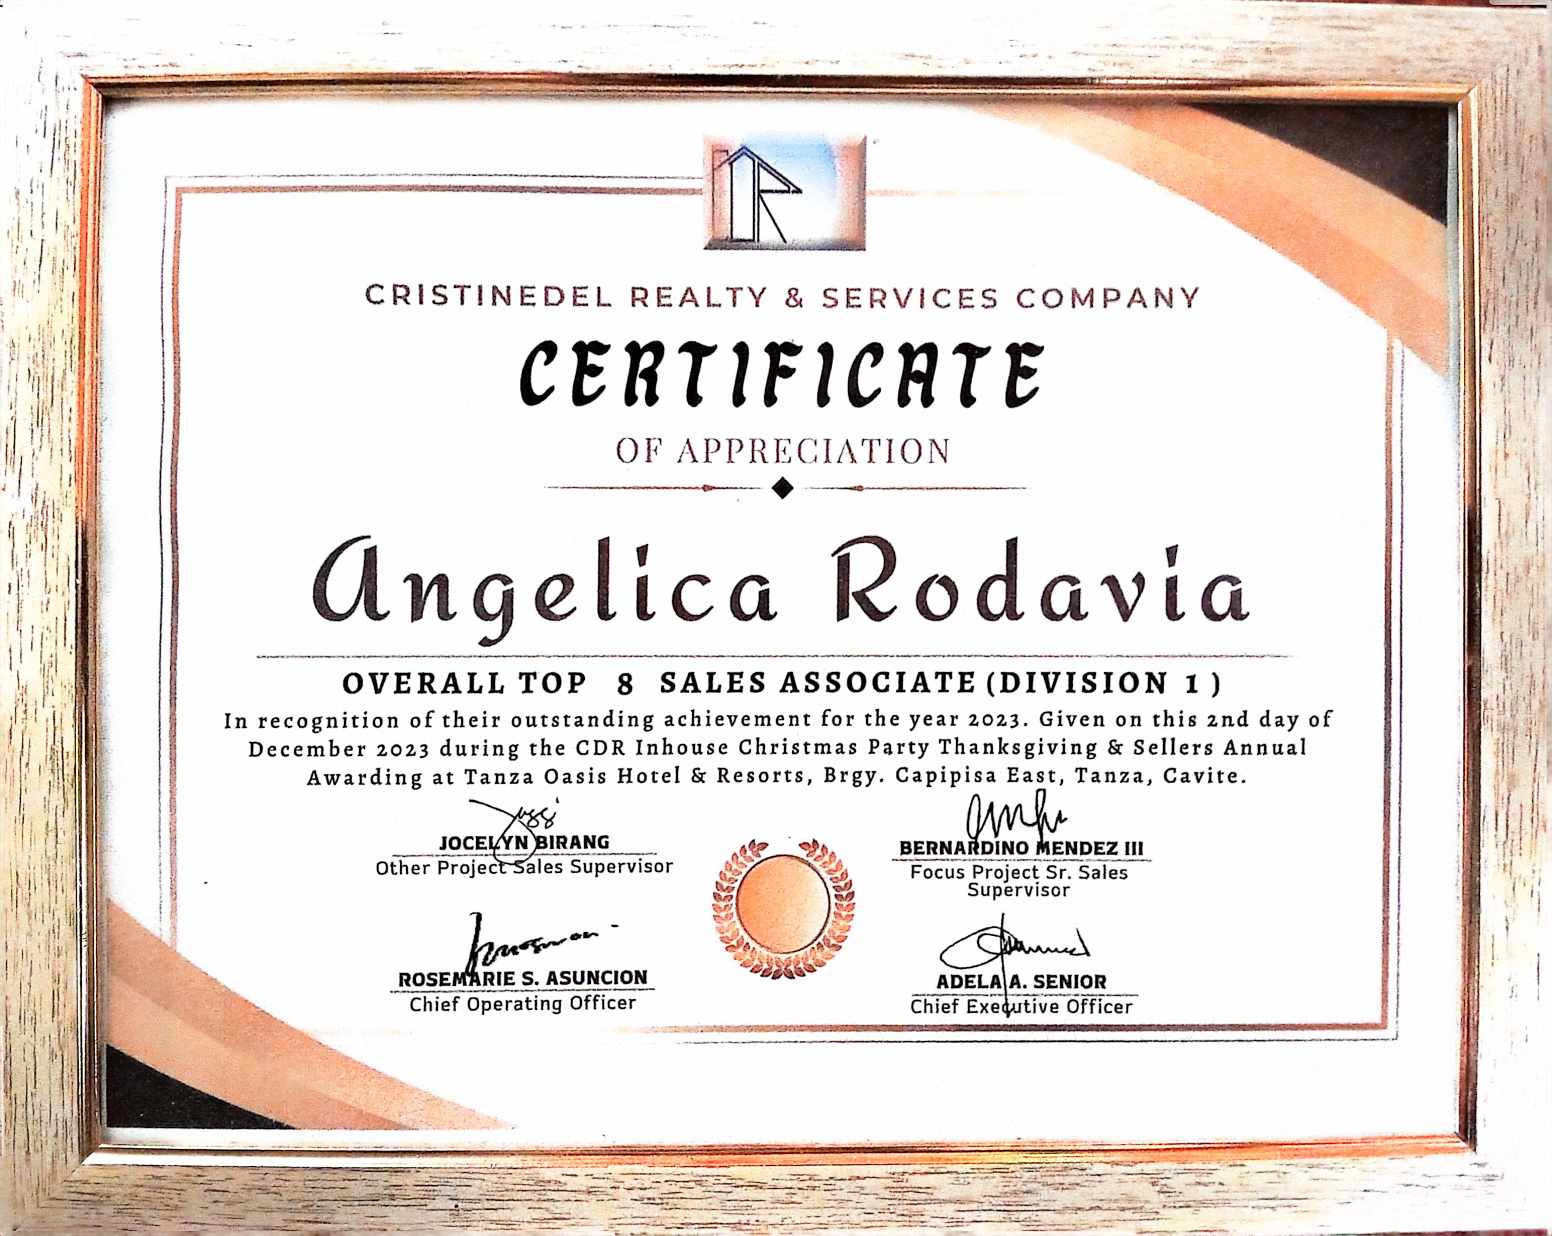 CRISTINEDEL REALTY & SERVICES COMPANY
CERTIFICATE
OF APPRECIATION
Angelica Rodavia
OVERALL TOP 8 SALES ASSOCIATE (DIVISION 1 )
In recognition of their outstanding achievement for the year 2023. Given on this 2nd day of
December 2023 during the CDR Inhouse Christmas Party Thanksgiving & Sellers Annual
Awarding at Tanza Oasis Hotel & Resorts, Brgy. Capipisa East, Tanza, Cavite.
JOCELYN BIRANG
Other Project Sales Supervisor
BERNARDINO MENDEZ III
Focus Project Sr. Sales
Supervisor
ROSEMARIE S. ASUNCION
Chief Operating Officer
ADELA A. SENIOR
Chief Executive Officer